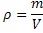 ρ = m/V